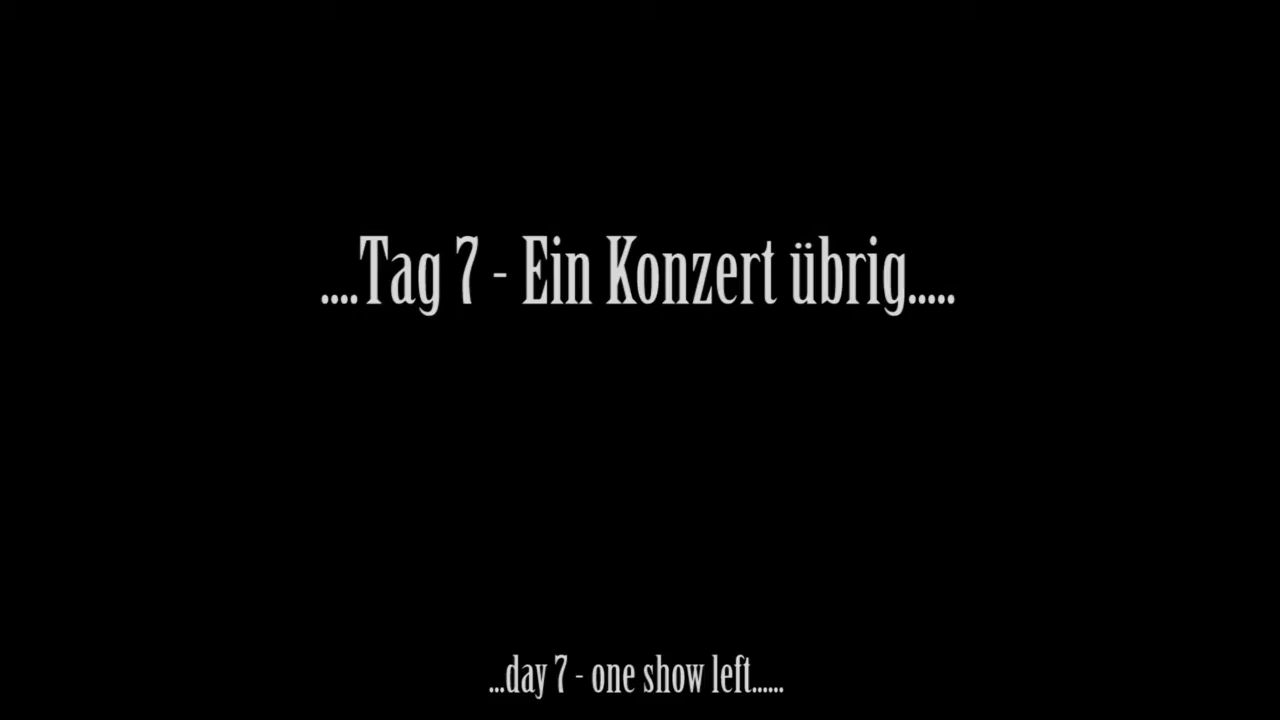 ....Tag 7 - Ein Konzert übrig.....
...day 7 - one show left......